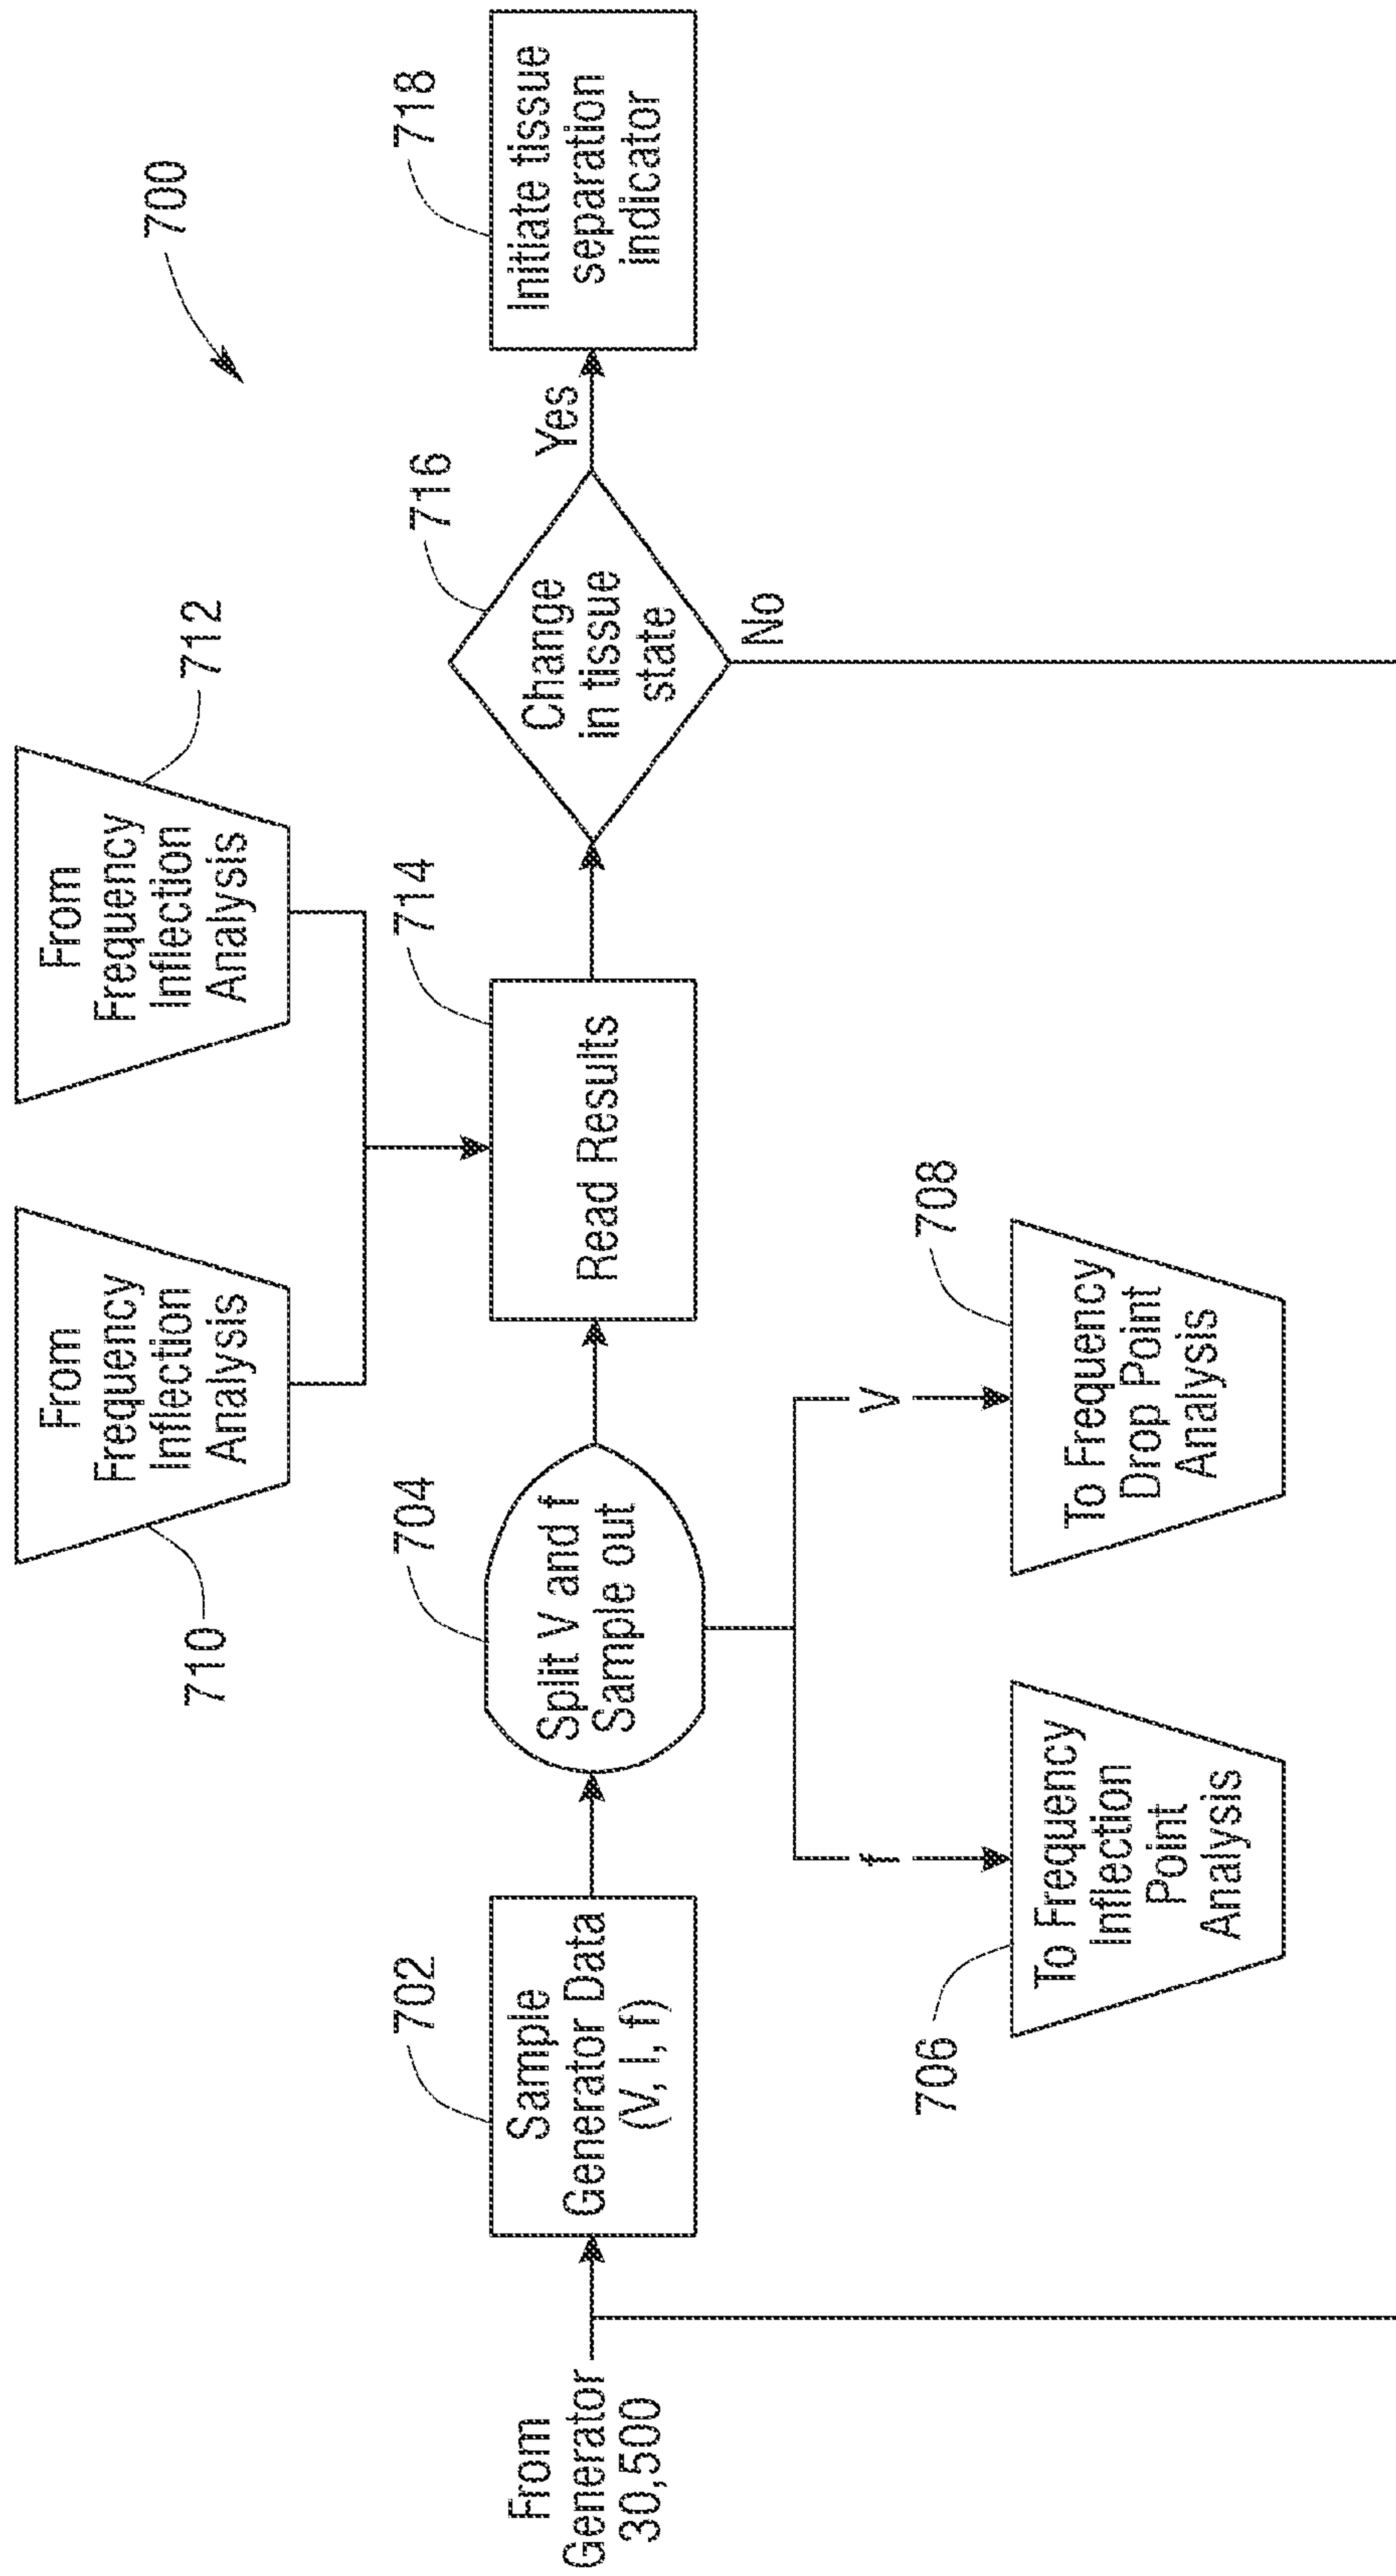 700
From
Frequency
Inflection
Analysis
710
From
Frequency
Inflection
Analysis
712
From
Generator
30,500
702
Sample
Generator Data
(V, I, f)
704
Split V and f
Sample out
714
Read Results
716
Change
in tissue
state
Yes
No
718
Initiate tissue
separation
indicator
f
V
706
To Frequency
Inflection
Point
Analysis
708
To Frequency
Drop Point
Analysis